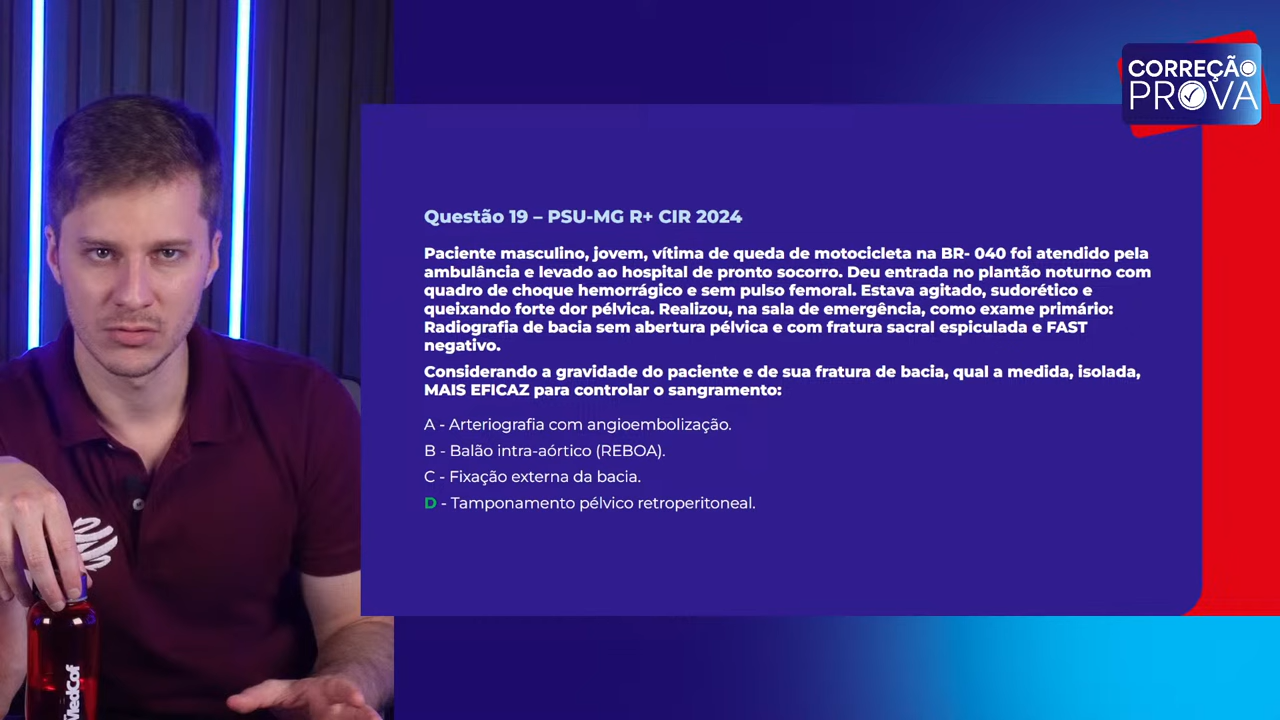 CORREÇÃO
PROVA
Questão 19 – PSU-MG R+ CIR 2024
Paciente masculino, jovem, vítima de queda de motocicleta na BR- 040 foi atendido pela
ambulância e levado ao hospital de pronto socorro. Deu entrada no plantão noturno com
quadro de choque hemorrágico e sem pulso femoral. Estava agitado, sudorético e
queixando forte dor pélvica. Realizou, na sala de emergência, como exame primário:
Radiografia de bacia sem abertura pélvica e com fratura sacral espiculada e FAST
negativo.
Considerando a gravidade do paciente e de sua fratura de bacia, qual a medida, isolada,
MAIS EFICAZ para controlar o sangramento:
A - Arteriografia com angioembolização.
B - Balão intra-aórtico (REBOA).
C - Fixação externa da bacia.
D - Tamponamento pélvico retroperitoneal.
MedCof